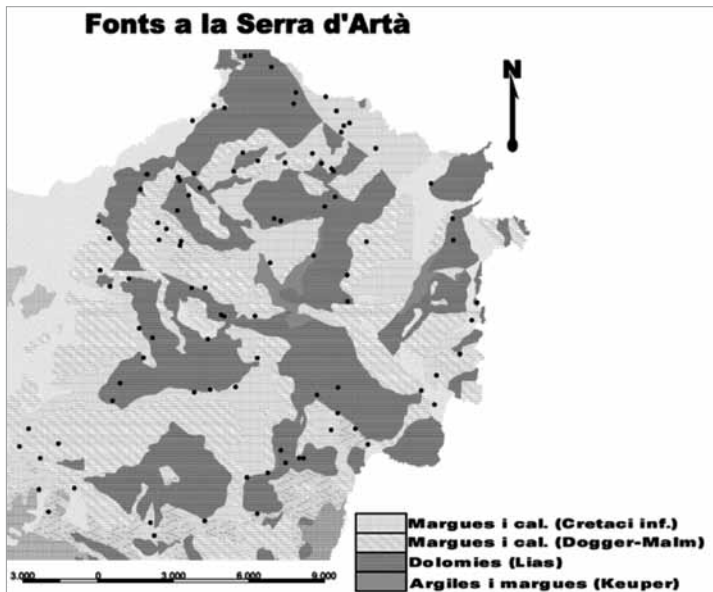 Fonts a la Serra d'Artà
N
Margues i cal. (Cretaci inf.)
Margues i cal. (Dogger-Malm)
Dolomies (Lias)
Argiles i margues (Keuper)
3.000 0 3.000 6.000 9.000